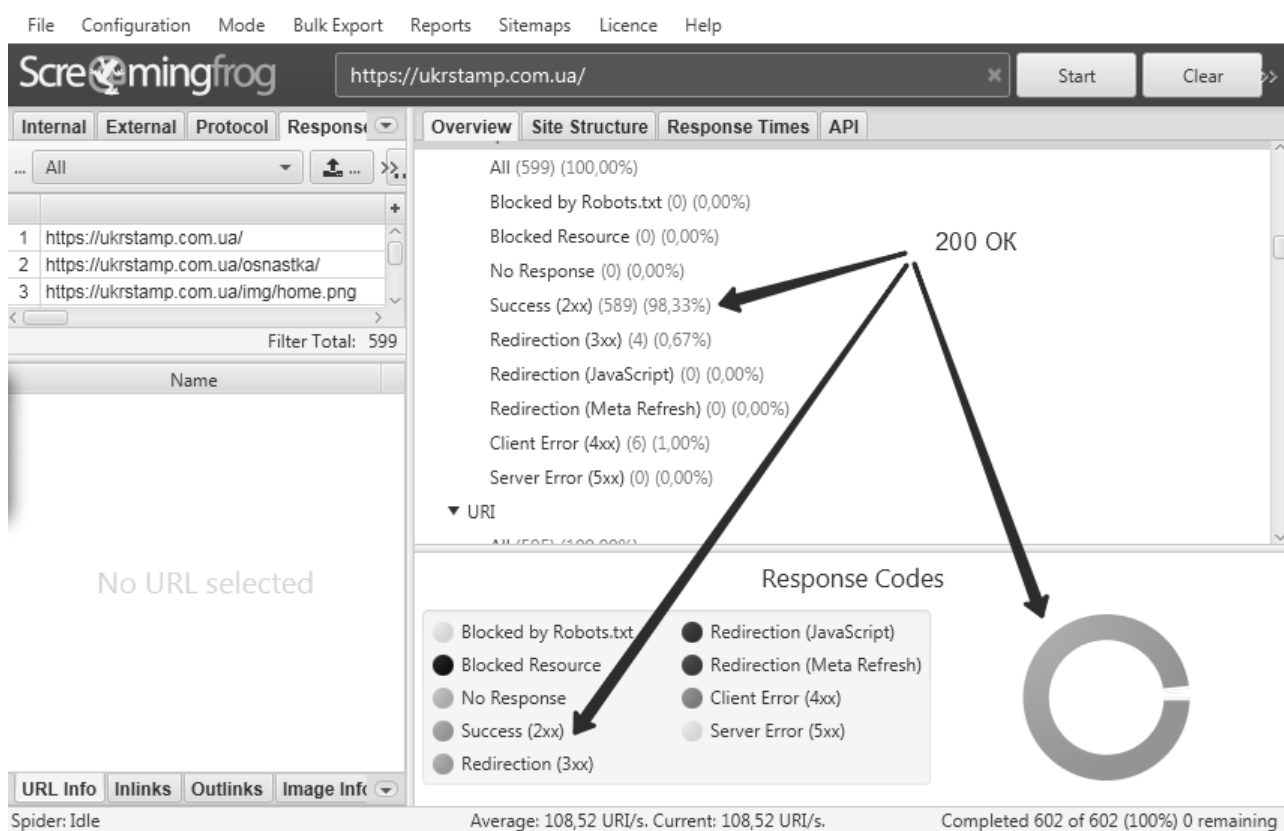 File Configuration Mode Bulk Export Reports Sitemaps Licence Help
Screamingfrog https://ukrstamp.com.ua/ × Start Clear >>
Internal External Protocol Response
Overview Site Structure Response Times API
... All ... >>
+
1 https://ukrstamp.com.ua/
2 https://ukrstamp.com.ua/osnastka/
3 https://ukrstamp.com.ua/img/home.png
Filter Total: 599
Name
No URL selected
URL Info Inlinks Outlinks Image Info
All (599) (100,00%)
Blocked by Robots.txt (0) (0,00%)
Blocked Resource (0) (0,00%)
No Response (0) (0,00%)
Success (2xx) (589) (98,33%)
Redirection (3xx) (4) (0,67%)
Redirection (JavaScript) (0) (0,00%)
Redirection (Meta Refresh) (0) (0,00%)
Client Error (4xx) (6) (1,00%)
Server Error (5xx) (0) (0,00%)
▼ URI
200 OK
Response Codes
Blocked by Robots.txt
Blocked Resource
No Response
Success (2xx)
Redirection (3xx)
Redirection (JavaScript)
Redirection (Meta Refresh)
Client Error (4xx)
Server Error (5xx)
Spider: Idle
Average: 108,52 URI/s. Current: 108,52 URI/s.
Completed 602 of 602 (100%) 0 remaining